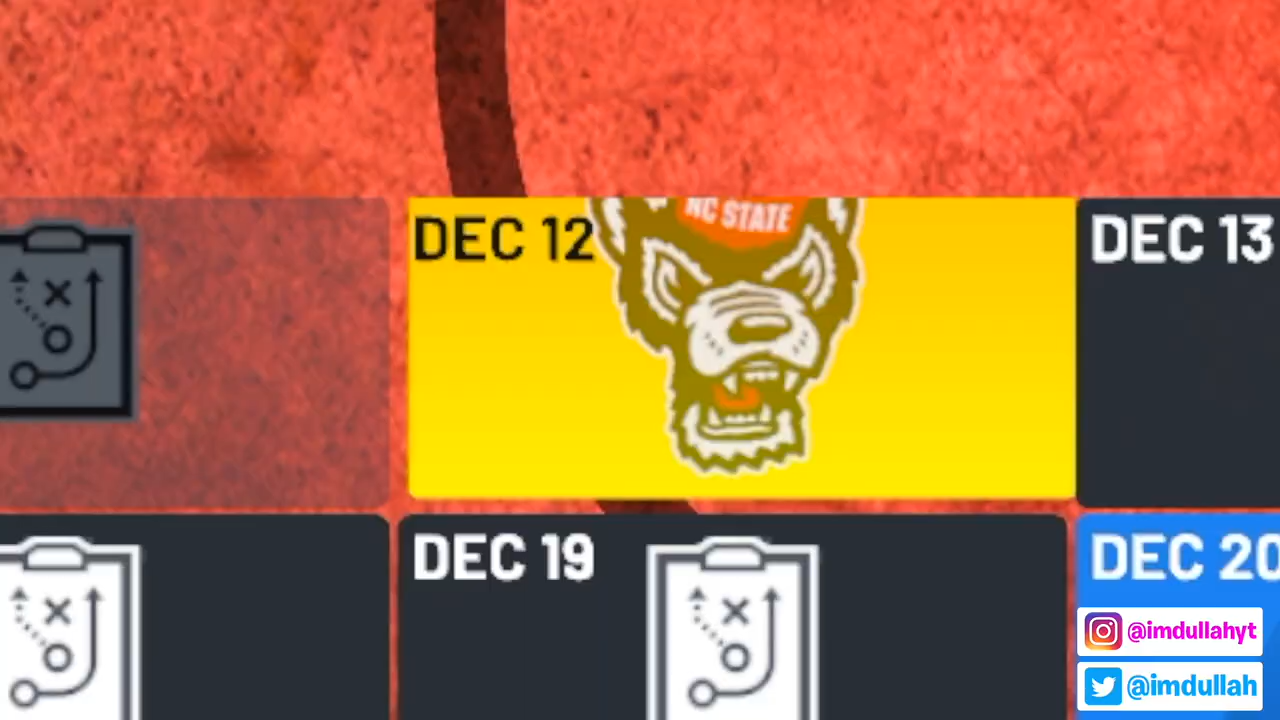 NC STATE
DEC 12
DEC 13
DEC 19
DEC 20
@imdullahyt
@imdullah